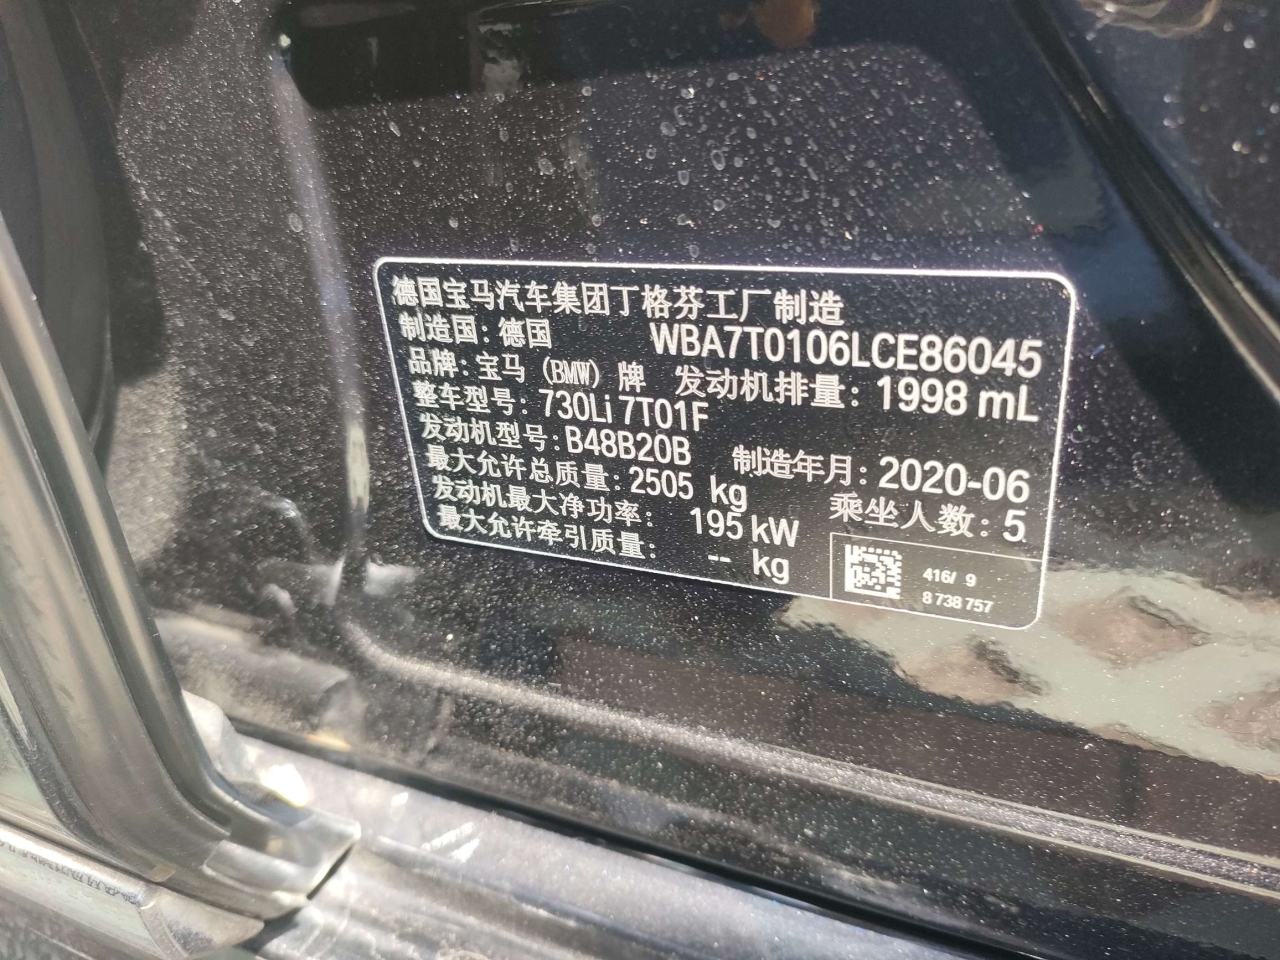 德国宝马汽车集团丁格芬工厂制造
制造国：德国 WBA7T0106LCE86045
品牌：宝马 (BMW) 牌 发动机排量：1998 mL
整车型号：730Li 7T01F
发动机型号：B48B20B 制造年月：2020-06
最大允许总质量：2505 kg 乘坐人数：5
发动机最大净功率： 195 kW
最大允许牵引质量： -- kg
416/ 9
8 738 757